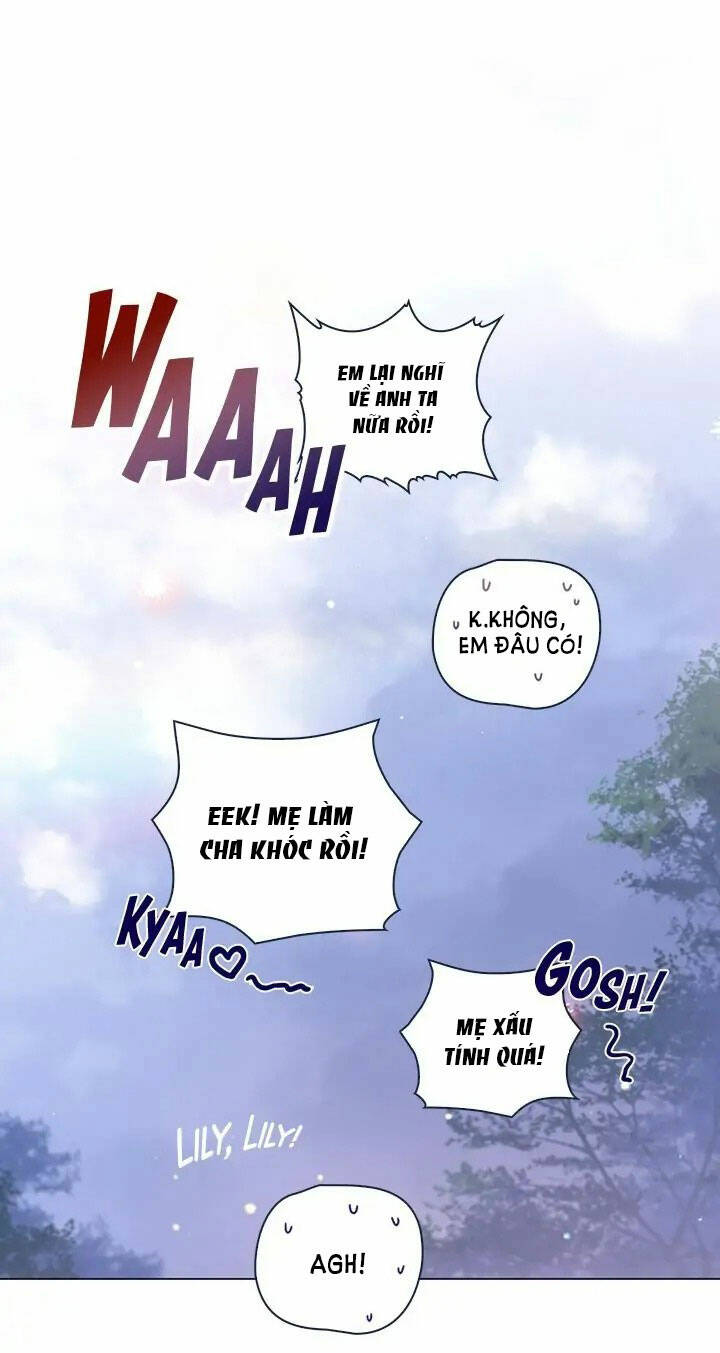 WAAAH
EM LẠI NGHĨ
VỀ ANH TA
NỮA RỒI!
K.KHÔNG,
EM ĐÂU CÓ!
EEK! MẸ LÀM
CHA KHÓC RỒI!
KYAA♡~
GOSH!
MẸ XẤU
TÍNH QUÁ!
LILY, LILY!
AGH!